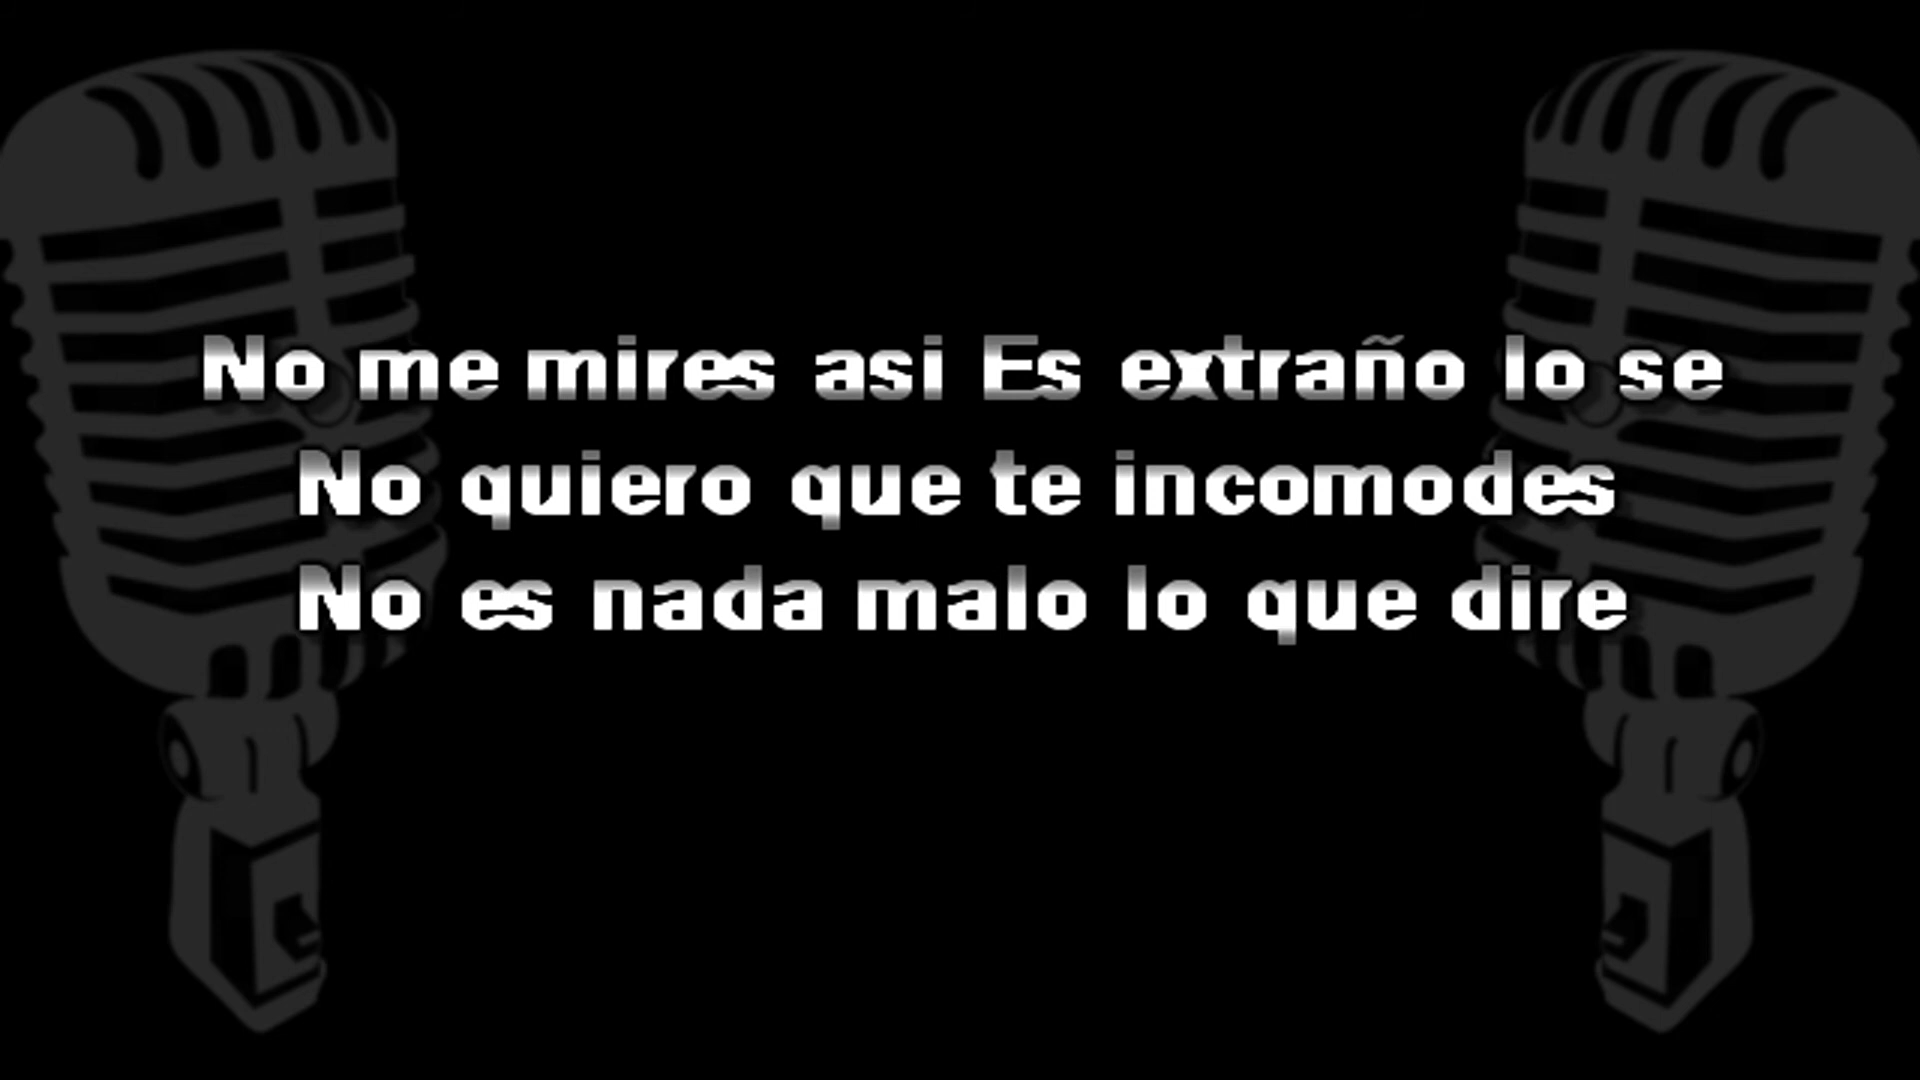 No me mires asi Es extraño lo se
No quiero que te incomodes
No es nada malo lo que dire